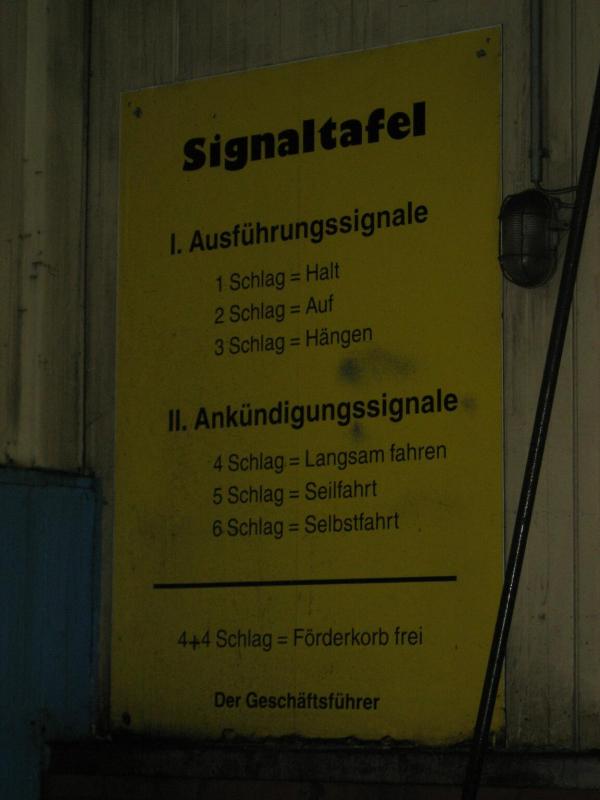 Signaltafel
I. Ausführungssignale
1 Schlag = Halt
2 Schlag = Auf
3 Schlag = Hängen
II. Ankündigungssignale
4 Schlag = Langsam fahren
5 Schlag = Seilfahrt
6 Schlag = Selbstfahrt
4+4 Schlag = Förderkorb frei
Der Geschäftsführer